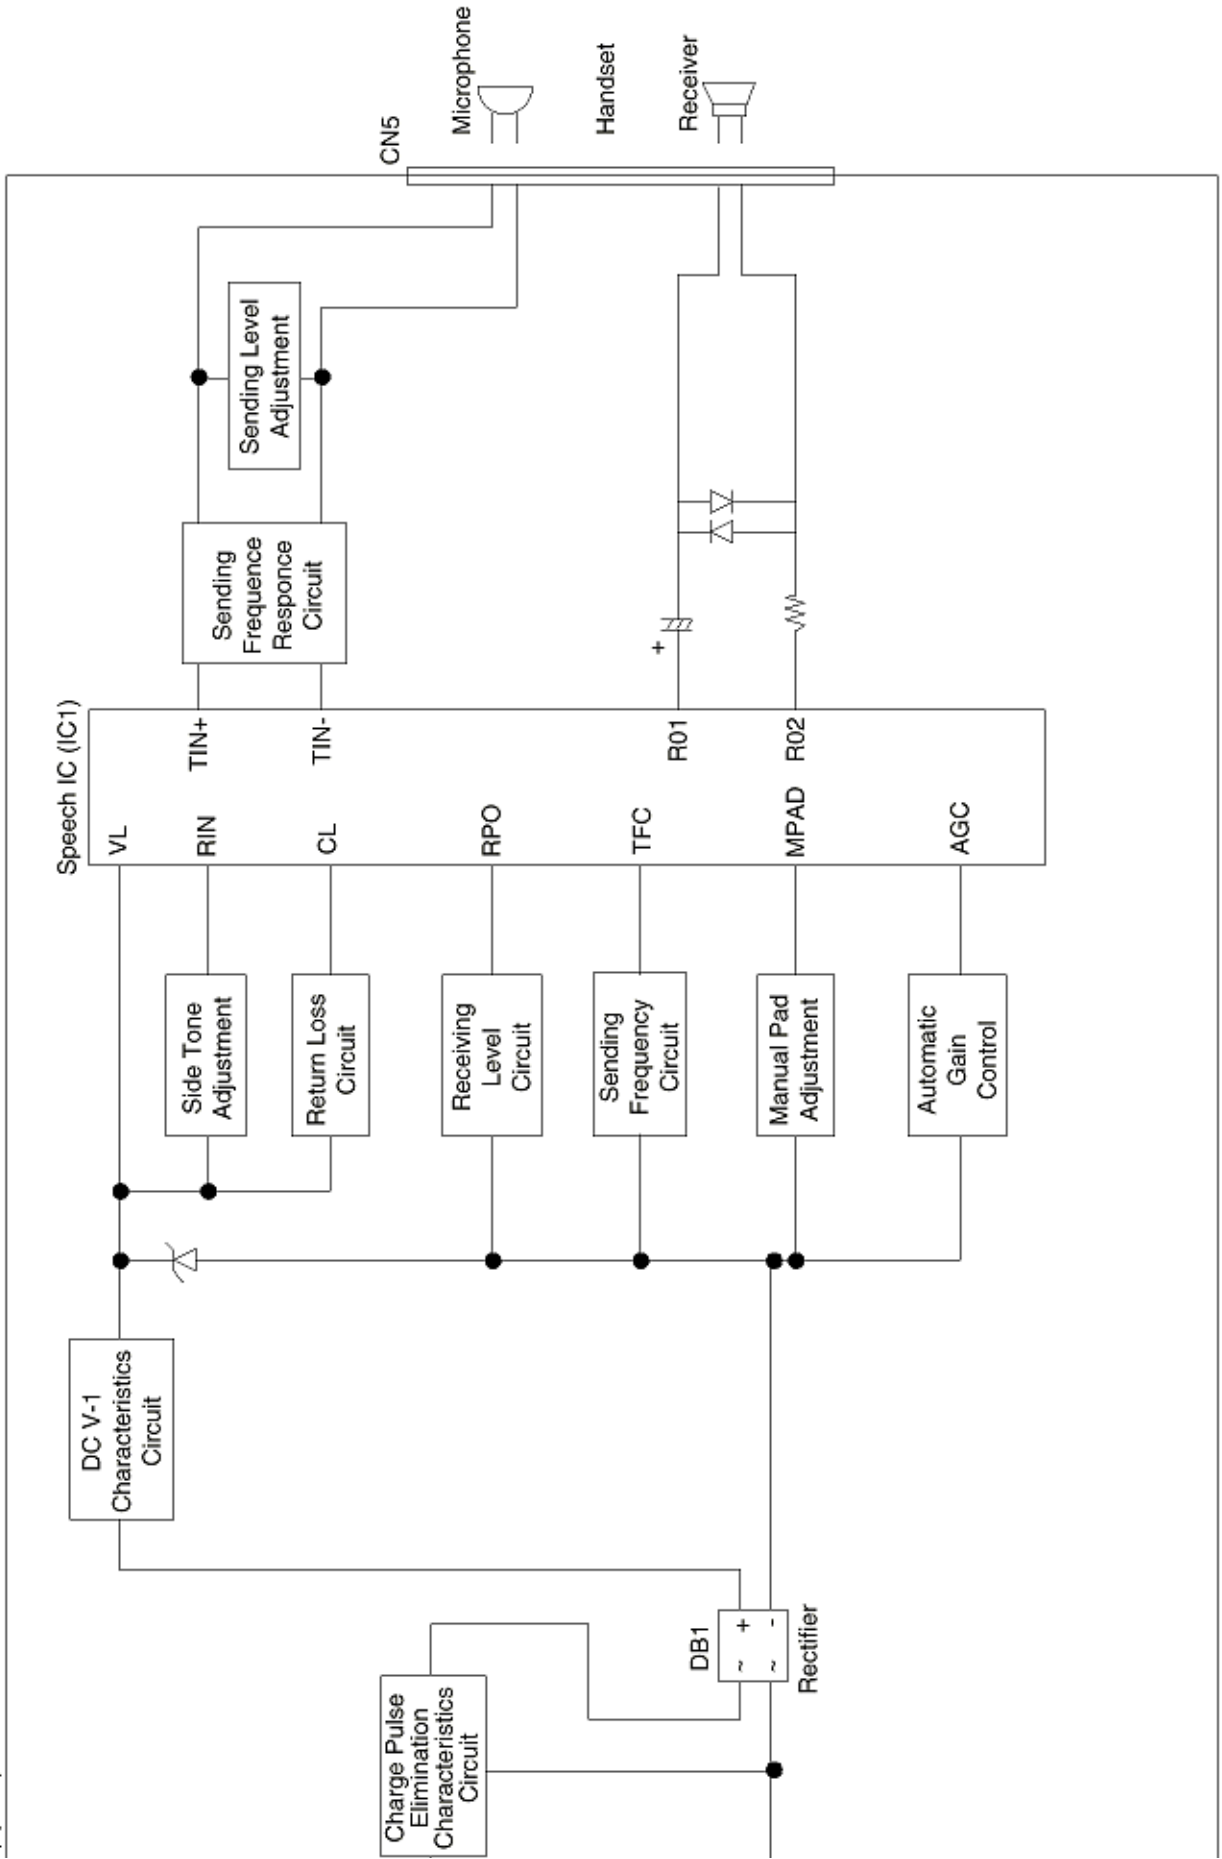 Charge Pulse
Elimination
Characteristics
Circuit
DB1
~ +
~ -
Rectifier
DC V-1
Characteristics
Circuit
Side Tone
Adjustment
Return Loss
Circuit
Receiving
Level
Circuit
Sending
Frequency
Circuit
Manual Pad
Adjustment
Automatic
Gain
Control
Speech IC (IC1)
VL
RIN
CL
RPO
TFC
MPAD
AGC
TIN+
TIN-
R01
R02
Sending
Frequence
Responce
Circuit
Sending Level
Adjustment
+
CN5
Microphone
Handset
Receiver